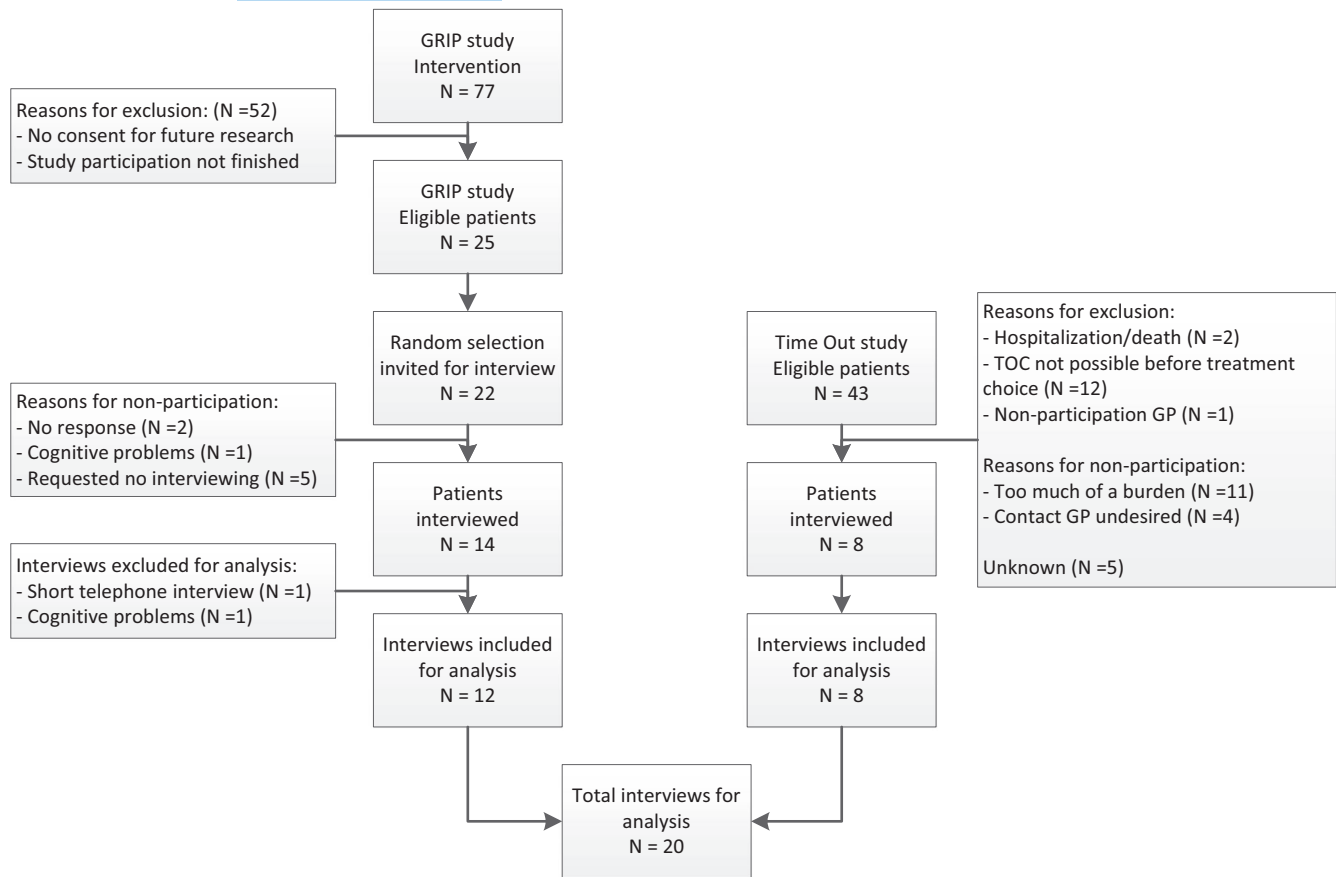 GRIP study
Intervention
N = 77
Reasons for exclusion: (N =52)
- No consent for future research
- Study participation not finished
GRIP study
Eligible patients
N = 25
Random selection
invited for interview
N = 22
Reasons for non-participation:
- No response (N =2)
- Cognitive problems (N =1)
- Requested no interviewing (N =5)
Patients
interviewed
N = 14
Interviews excluded for analysis:
- Short telephone interview (N =1)
- Cognitive problems (N =1)
Interviews included
for analysis
N = 12
Time Out study
Eligible patients
N = 43
Reasons for exclusion:
- Hospitalization/death (N =2)
- TOC not possible before treatment
choice (N =12)
- Non-participation GP (N =1)
Reasons for non-participation:
- Too much of a burden (N =11)
- Contact GP undesired (N =4)
Unknown (N =5)
Patients
interviewed
N = 8
Interviews included
for analysis
N = 8
Total interviews for
analysis
N = 20